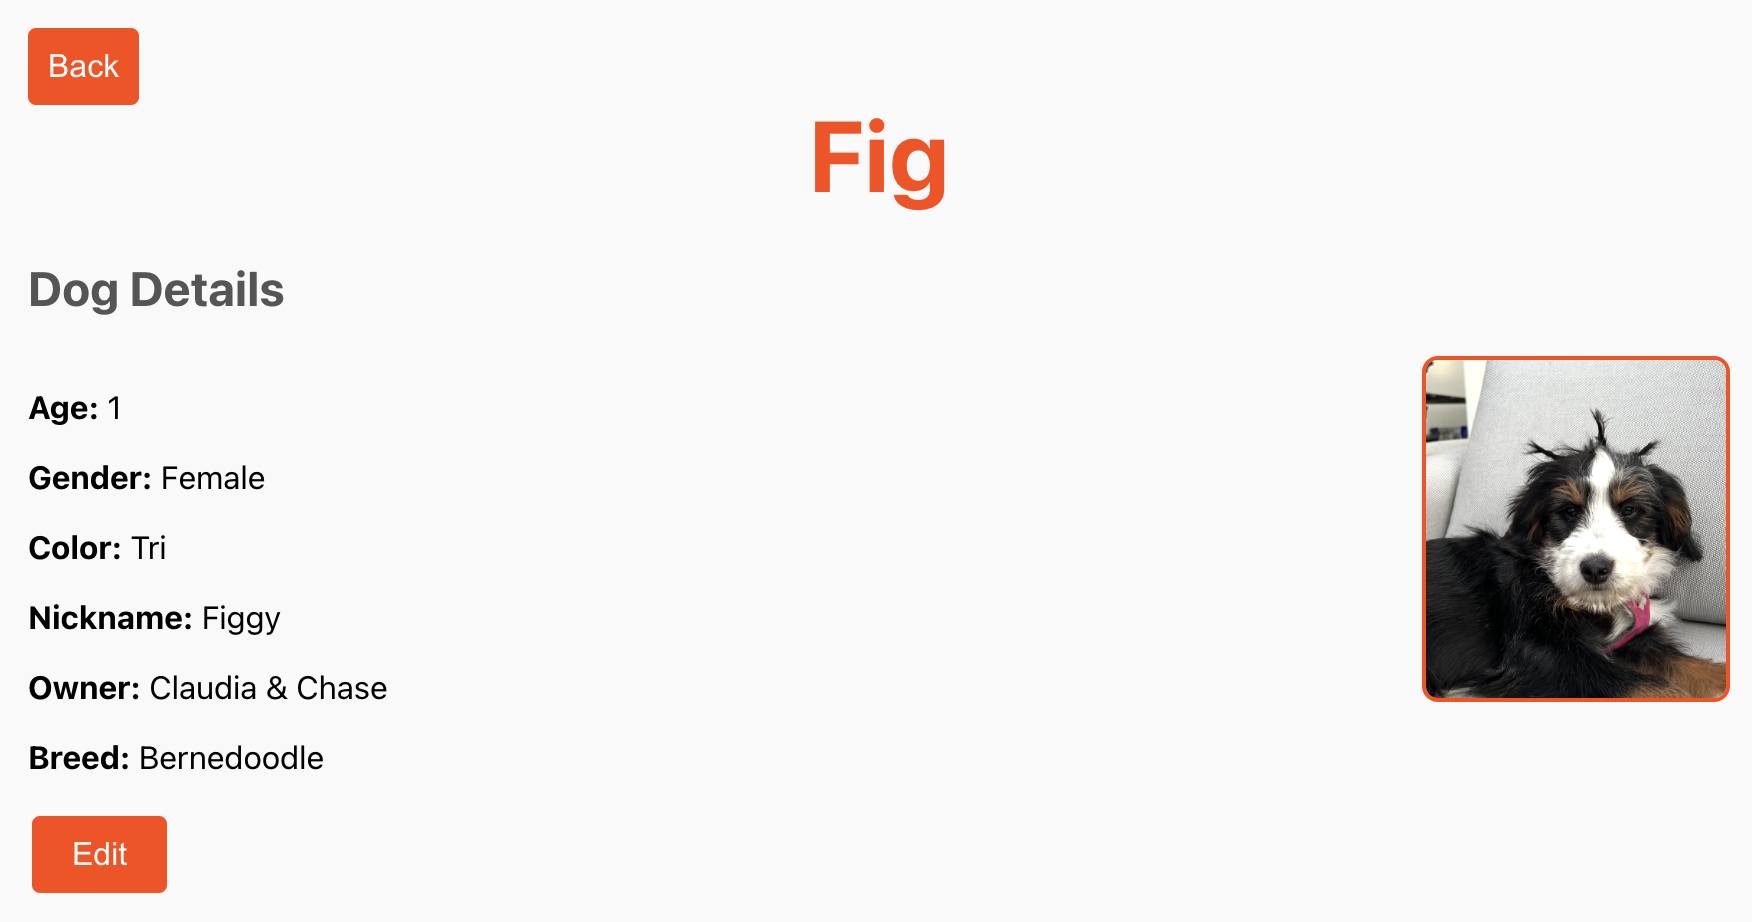 Back
Fig
Dog Details
Age: 1
Gender: Female
Color: Tri
Nickname: Figgy
Owner: Claudia & Chase
Breed: Bernedoodle
Edit